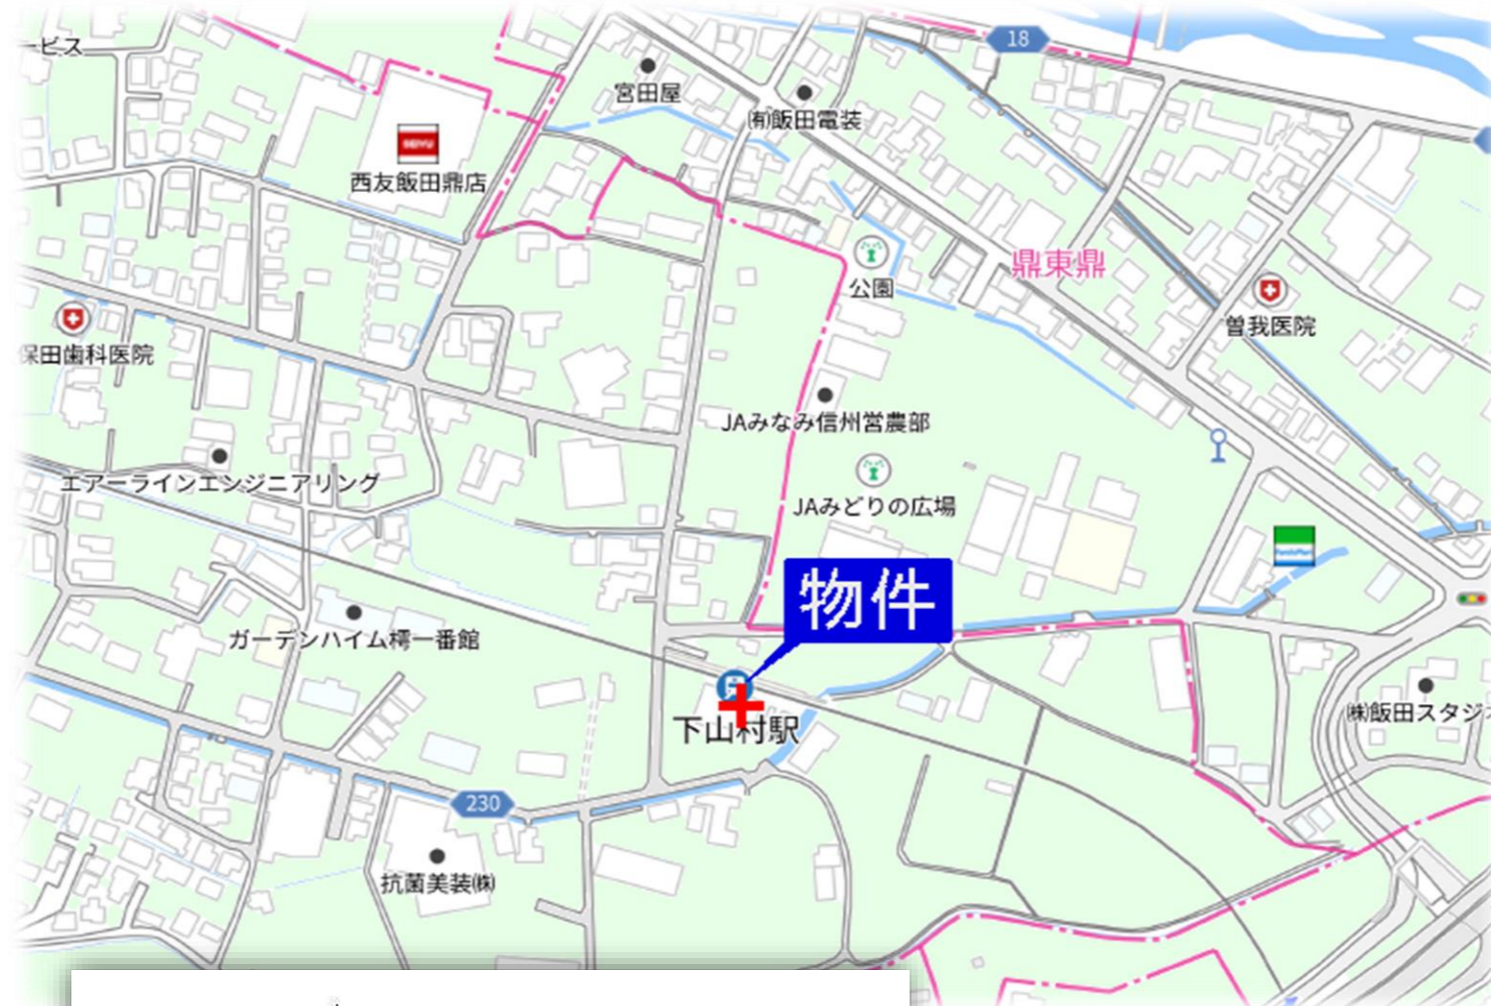 ービス
18
宮田屋
㈲飯田電装
SEIYU
西友飯田鼎店
公園
鼎東鼎
曽我医院
保田歯科医院
JAみなみ信州営農部
エアーラインエンジニアリング
JAみどりの広場
FamilyMart
物件
ガーデンハイム樗一番館
下山村駅
㈱飯田スタジオ
230
抗菌美装㈱